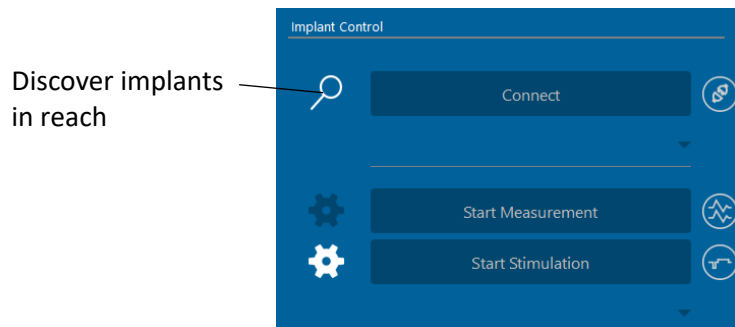 Implant Control
Discover implants
in reach
Connect
Start Measurement
Start Stimulation